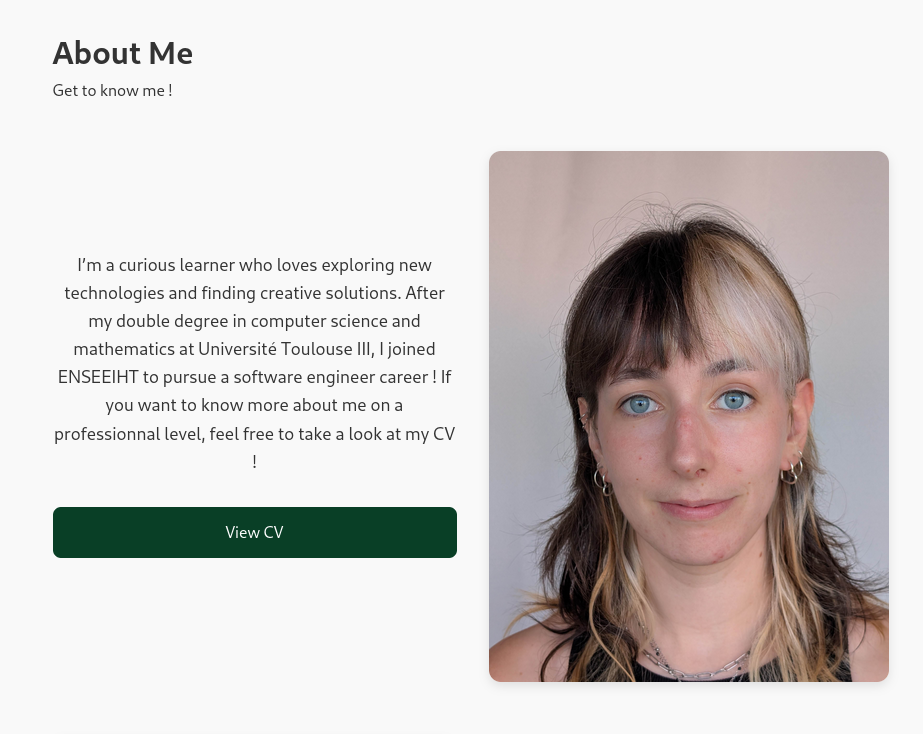 About Me
Get to know me !
I'm a curious learner who loves exploring new
technologies and finding creative solutions. After
my double degree in computer science and
mathematics at Université Toulouse III, I joined
ENSEEIHT to pursue a software engineer career ! If
you want to know more about me on a
professionnal level, feel free to take a look at my CV
!
View CV